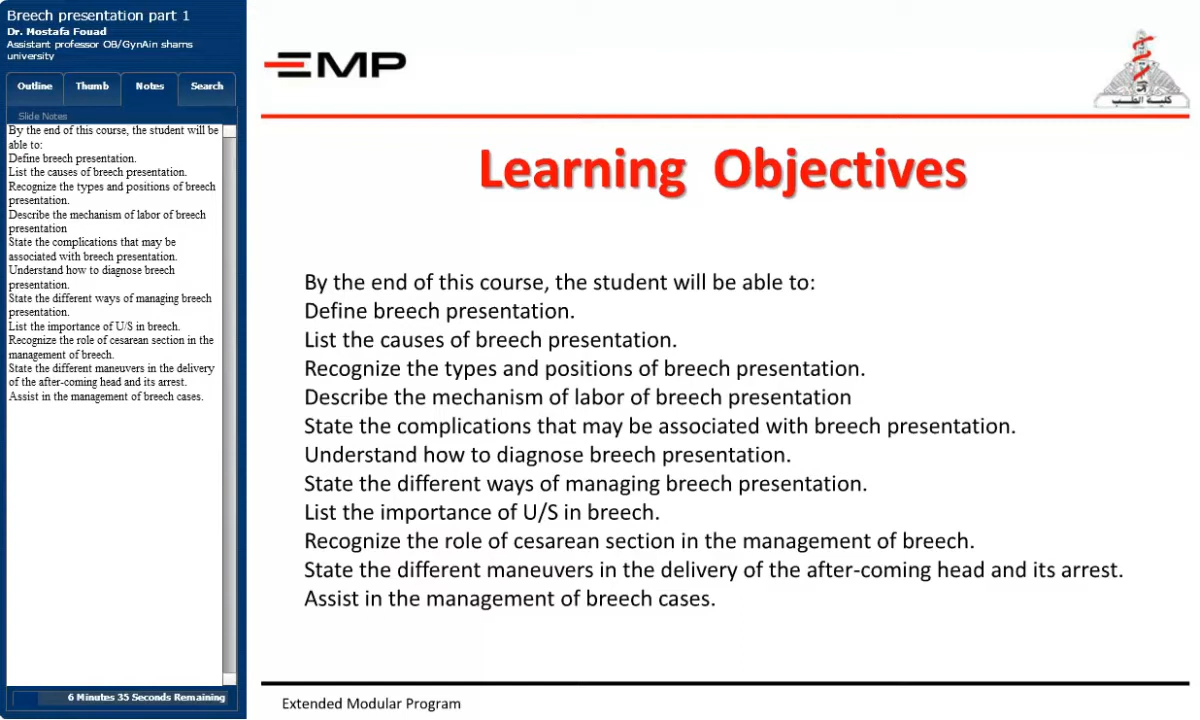 Breech presentation part 1
Dr. Mostafa Fouad
Assistant professor OB/GynAin shams
university
Outline
Thumb
Notes
Search
Slide Notes
By the end of this course, the student will be
able to:
Define breech presentation.
List the causes of breech presentation.
Recognize the types and positions of breech
presentation.
Describe the mechanism of labor of breech
presentation
State the complications that may be
associated with breech presentation.
Understand how to diagnose breech
presentation.
State the different ways of managing breech
presentation.
List the importance of U/S in breech.
Recognize the role of cesarean section in the
management of breech.
State the different maneuvers in the delivery
of the after-coming head and its arrest.
Assist in the management of breech cases.
6 Minutes 35 Seconds Remaining
EMP
كلية الطب
Learning Objectives
By the end of this course, the student will be able to:
Define breech presentation.
List the causes of breech presentation.
Recognize the types and positions of breech presentation.
Describe the mechanism of labor of breech presentation
State the complications that may be associated with breech presentation.
Understand how to diagnose breech presentation.
State the different ways of managing breech presentation.
List the importance of U/S in breech.
Recognize the role of cesarean section in the management of breech.
State the different maneuvers in the delivery of the after-coming head and its arrest.
Assist in the management of breech cases.
Extended Modular Program